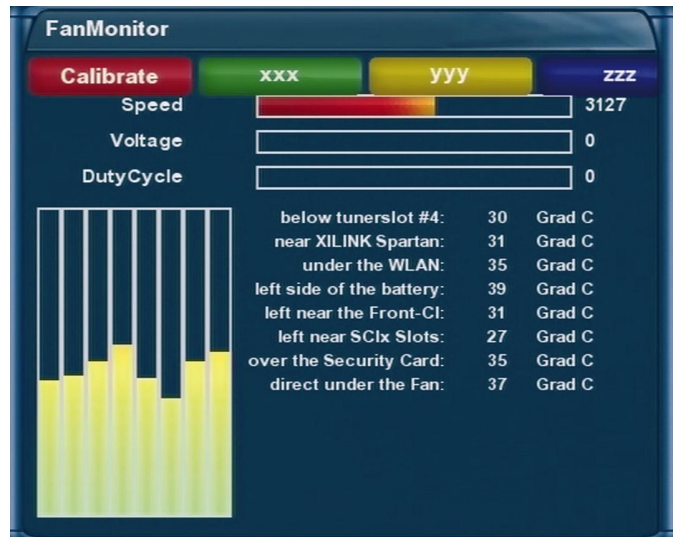 FanMonitor
Calibrate xxx yyy zzz
Speed 3127
Voltage 0
DutyCycle 0
below tunerslot #4: 30 Grad C
near XILINK Spartan: 31 Grad C
under the WLAN: 35 Grad C
left side of the battery: 39 Grad C
left near the Front-CI: 31 Grad C
left near SCIx Slots: 27 Grad C
over the Security Card: 35 Grad C
direct under the Fan: 37 Grad C